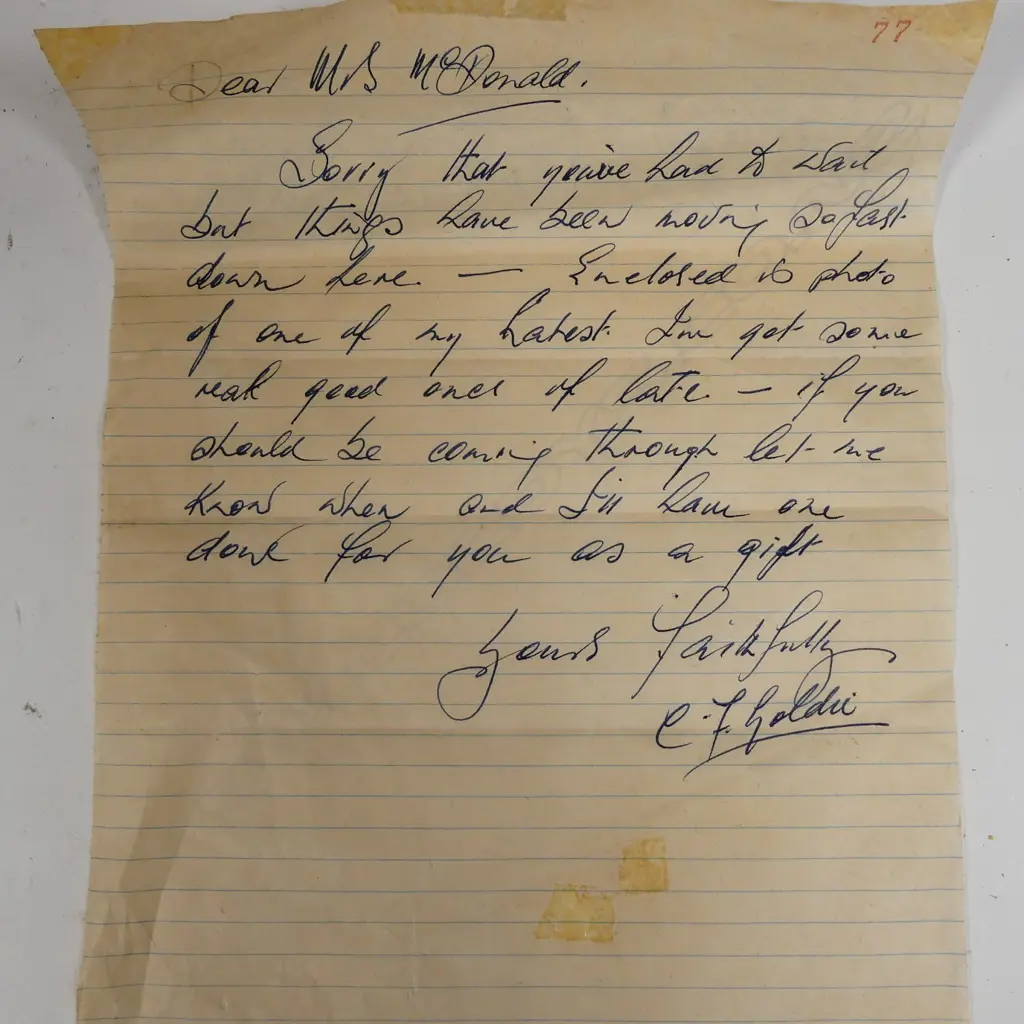 77
Dear Mrs McDonald.
Sorry that you've had to wait
but things have been moving so fast
down here — Enclosed is photo
of one of my latest. I've got some
real good ones of late — if you
should be coming through let me
know when and I'll have one
done for you as a gift
Yours faithfully
C.F. Goldie